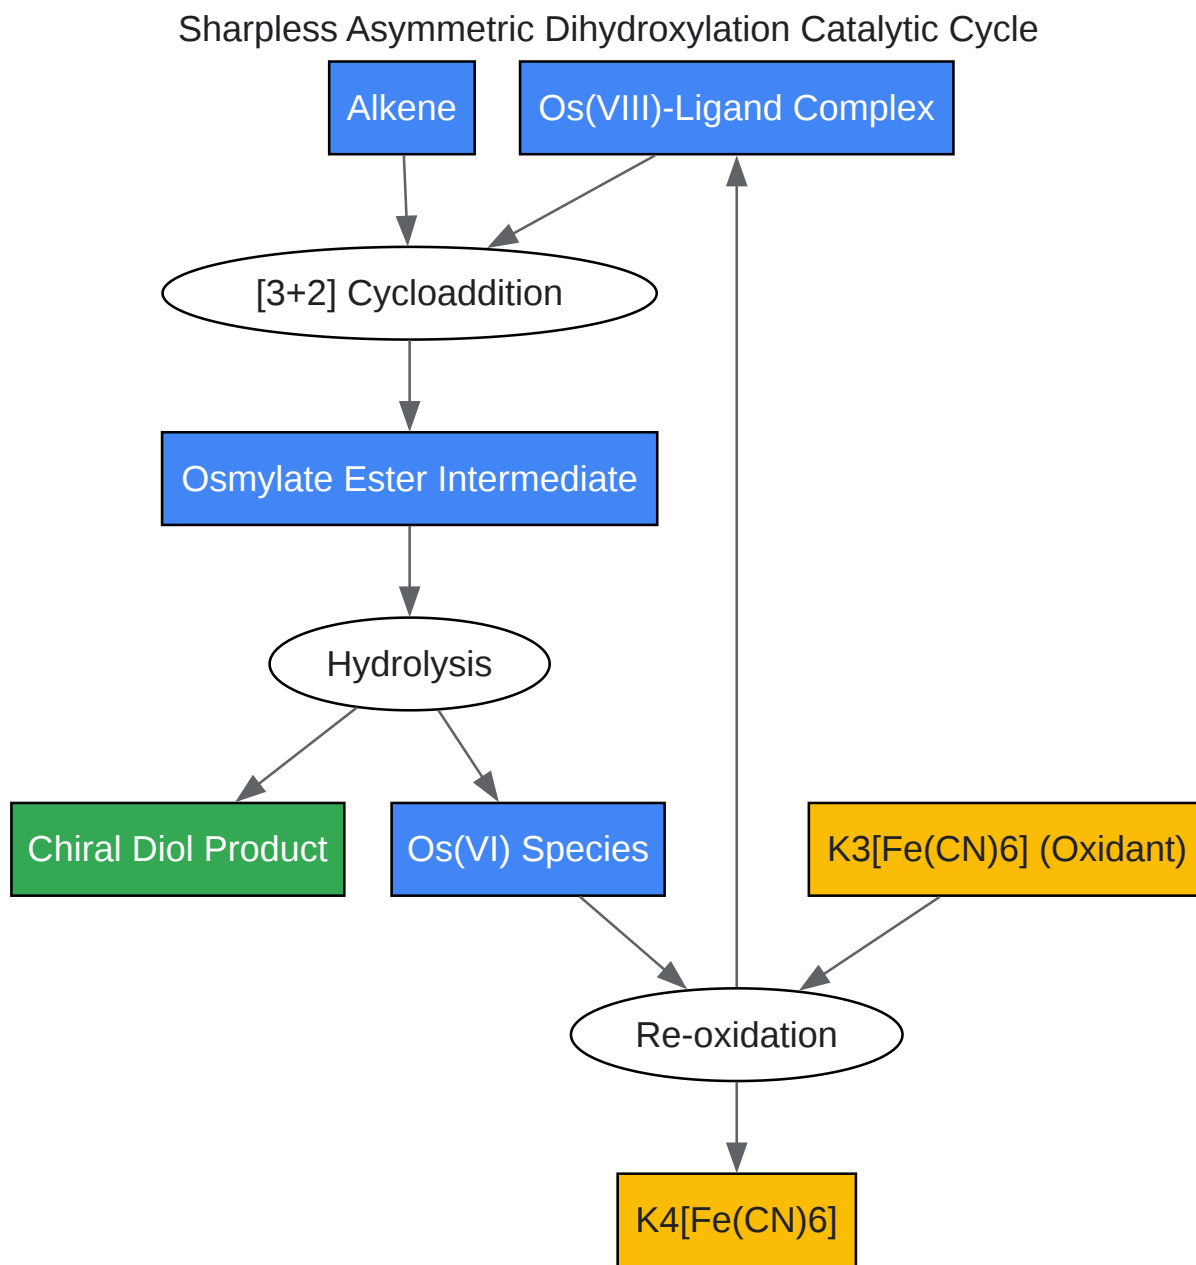 Sharpless Asymmetric Dihydroxylation Catalytic Cycle
Alkene
Os(VIII)-Ligand Complex
[3+2] Cycloaddition
Osmylate Ester Intermediate
Hydrolysis
Chiral Diol Product
Os(VI) Species
K3[Fe(CN)6] (Oxidant)
Re-oxidation
K4[Fe(CN)6]